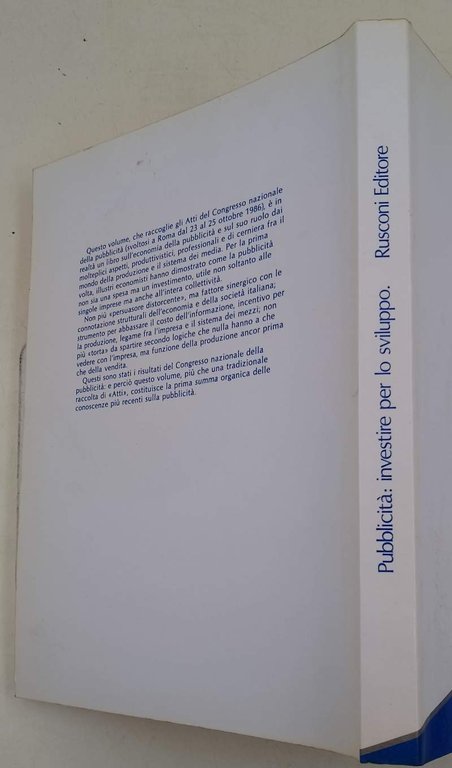 Questo volume, che raccoglie gli Atti del Congresso nazionale
della pubblicità (svoltosi a Roma dal 23 al 25 ottobre 1986), è in
realtà un libro sull'economia della pubblicità e sul suo ruolo dai
molteplici aspetti, produttivistici, professionali e di cerniera fra il
mondo della produzione e il sistema dei media. Per la prima
volta, illustri economisti hanno dimostrato come la pubblicità
non sia una spesa ma un investimento, utile non soltanto alle
singole imprese ma anche all'intera collettività.
Non più «persuasore distorcente», ma fattore sinergico con le
connotazione strutturali dell'economia e della società italiana;
strumento per abbassare il costo dell'informazione, incentivo per
la produzione, legame fra l'impresa e il sistema dei mezzi; non
più «torta» da spartire secondo logiche che nulla hanno a che
vedere con l'impresa, ma funzione della produzione ancor prima
che della vendita.
Questi sono stati i risultati del Congresso nazionale della
pubblicità; e perciò questo volume, più che una tradizionale
raccolta di «Atti», costituisce la prima summa organica delle
conoscenze più recenti sulla pubblicità.
Pubblicità: investire per lo sviluppo. Rusconi Editore